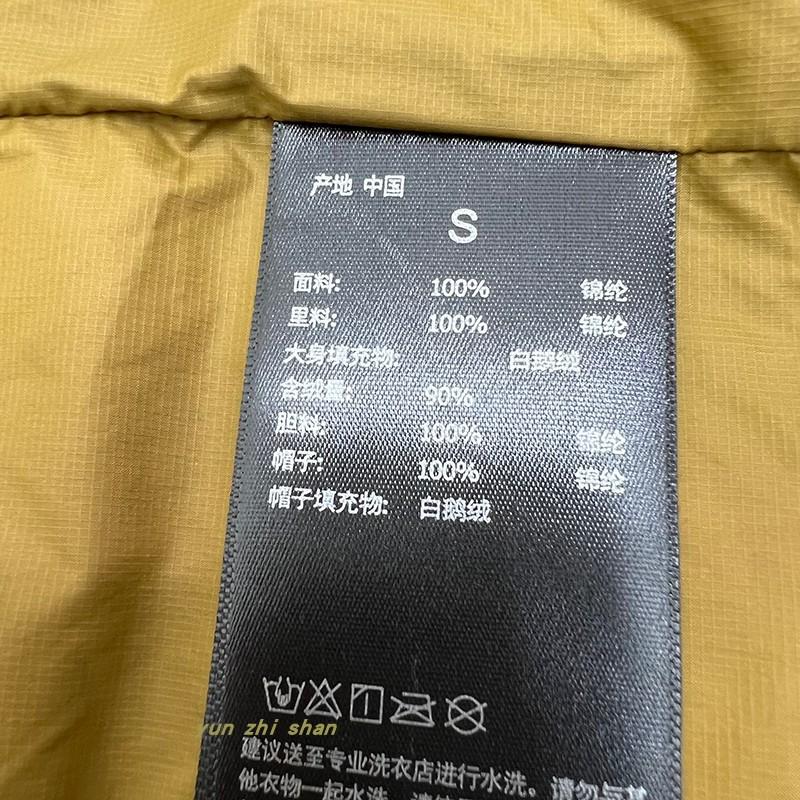 产地 中国
S
面料: 100% 锦纶
里料: 100% 锦纶
大身填充物: 白鹅绒
含绒量: 90%
胆料: 100% 锦纶
帽子: 100% 锦纶
帽子填充物: 白鹅绒
yun zhi shan
建议送至专业洗衣店进行水洗。请勿与其
他衣物一起水洗